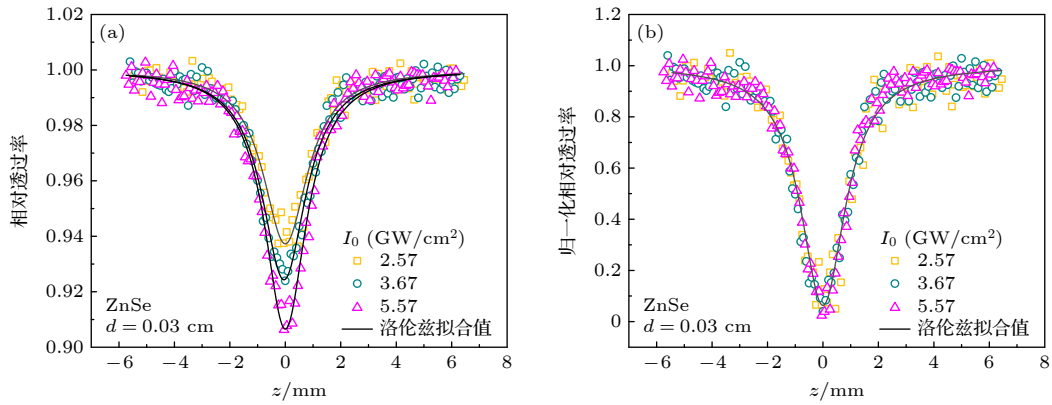 (a)
1.02
1.00
0.98
0.96
0.94
0.92
0.90
相对透过率
I₀ (GW/cm²)
2.57
3.67
5.57
洛伦兹拟合值
ZnSe
d = 0.03 cm
−6 −4 −2 0 2 4 6 8
z/mm
(b)
1.2
1.0
0.8
0.6
0.4
0.2
0
归一化相对透过率
I₀ (GW/cm²)
2.57
3.67
5.57
洛伦兹拟合值
ZnSe
d = 0.03 cm
−6 −4 −2 0 2 4 6 8
z/mm